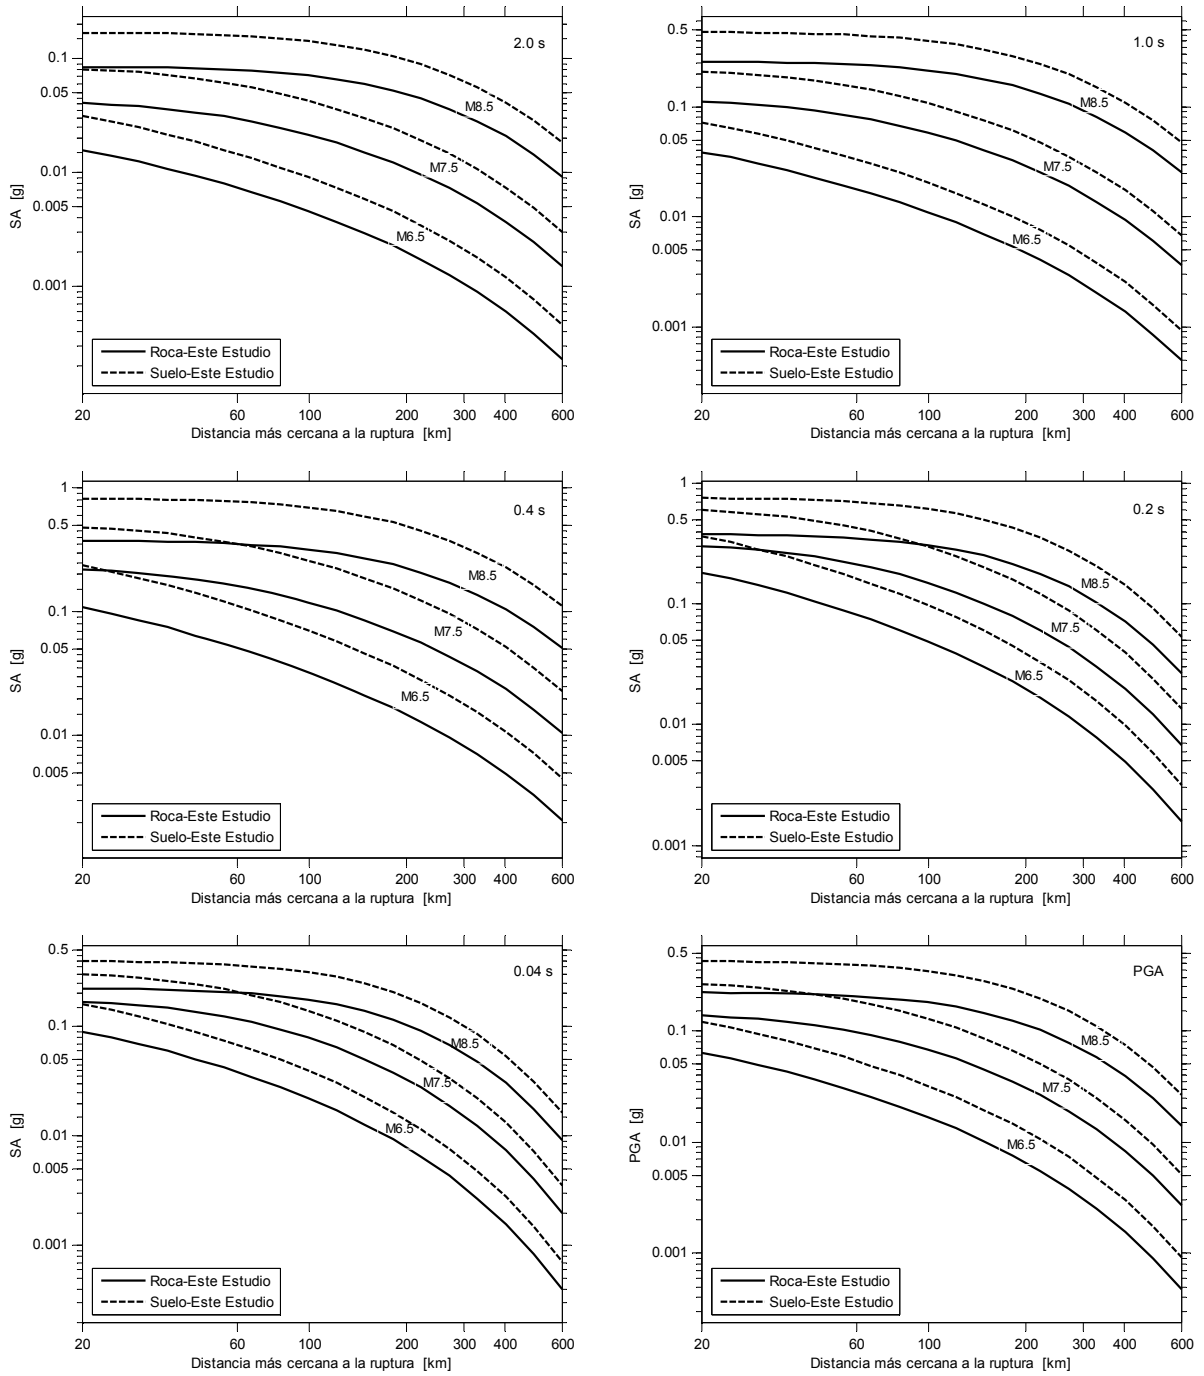 2.0 s
0.1
0.05
0.01
0.005
0.001
SA [g]
M8.5
M7.5
M6.5
Roca-Este Estudio
Suelo-Este Estudio
20 60 100 200 300 400 600
Distancia más cercana a la ruptura [km]
1.0 s
0.5
0.1
0.05
0.01
0.005
0.001
SA [g]
M8.5
M7.5
M6.5
Roca-Este Estudio
Suelo-Este Estudio
20 60 100 200 300 400 600
Distancia más cercana a la ruptura [km]
0.4 s
1
0.5
0.1
0.05
0.01
0.005
SA [g]
M8.5
M7.5
M6.5
Roca-Este Estudio
Suelo-Este Estudio
20 60 100 200 300 400 600
Distancia más cercana a la ruptura [km]
0.2 s
1
0.5
0.1
0.05
0.01
0.005
0.001
SA [g]
M8.5
M7.5
M6.5
Roca-Este Estudio
Suelo-Este Estudio
20 60 100 200 300 400 600
Distancia más cercana a la ruptura [km]
0.04 s
0.5
0.1
0.05
0.01
0.005
0.001
SA [g]
M8.5
M7.5
M6.5
Roca-Este Estudio
Suelo-Este Estudio
20 60 100 200 300 400 600
Distancia más cercana a la ruptura [km]
PGA
0.5
0.1
0.05
0.01
0.005
0.001
PGA [g]
M8.5
M7.5
M6.5
Roca-Este Estudio
Suelo-Este Estudio
20 60 100 200 300 400 600
Distancia más cercana a la ruptura [km]